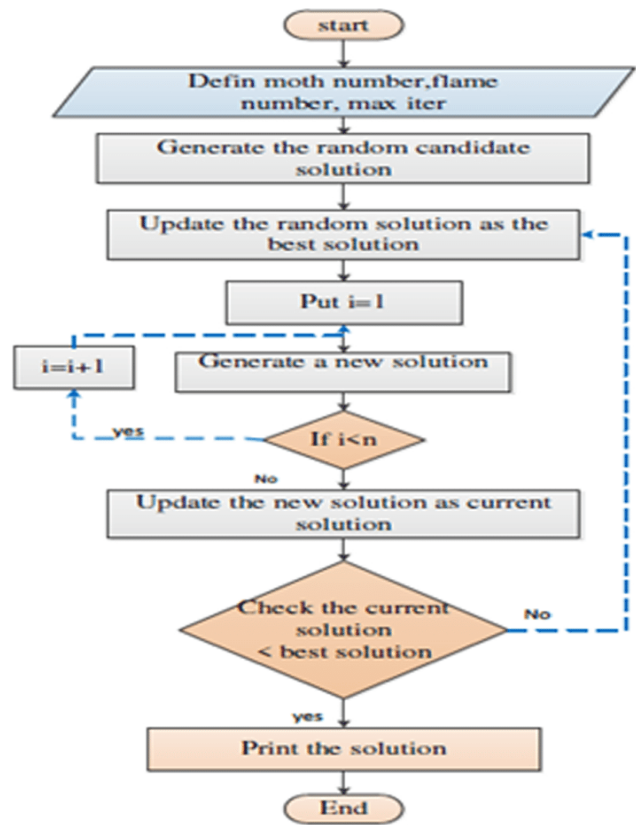 start
Defin moth number,flame
number, max iter
Generate the random candidate
solution
Update the random solution as the
best solution
Put i=1
i=i+1
Generate a new solution
yes
If i<n
No
Update the new solution as current
solution
Check the current
solution
< best solution
No
yes
Print the solution
End